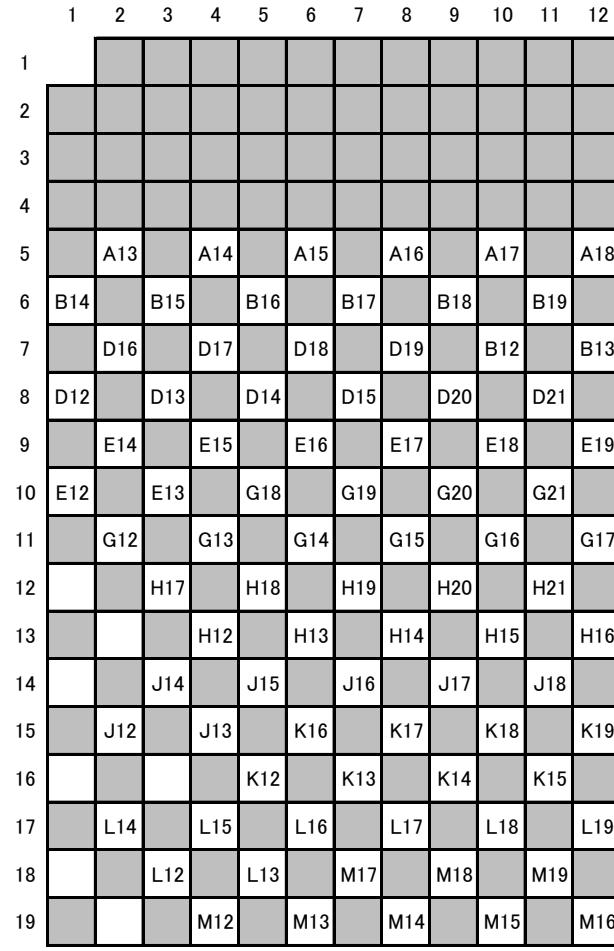 1 2 3 4 5 6 7 8 9 10 11 12
1
2
3
4
5 A13 A14 A15 A16 A17 A18
6 B14 B15 B16 B17 B18 B19
7 D16 D17 D18 D19 B12 B13
8 D12 D13 D14 D15 D20 D21
9 E14 E15 E16 E17 E18 E19
10 E12 E13 G18 G19 G20 G21
11 G12 G13 G14 G15 G16 G17
12 H17 H18 H19 H20 H21
13 H12 H13 H14 H15 H16
14 J14 J15 J16 J17 J18
15 J12 J13 K16 K17 K18 K19
16 K12 K13 K14 K15
17 L14 L15 L16 L17 L18 L19
18 L12 L13 M17 M18 M19
19 M12 M13 M14 M15 M16